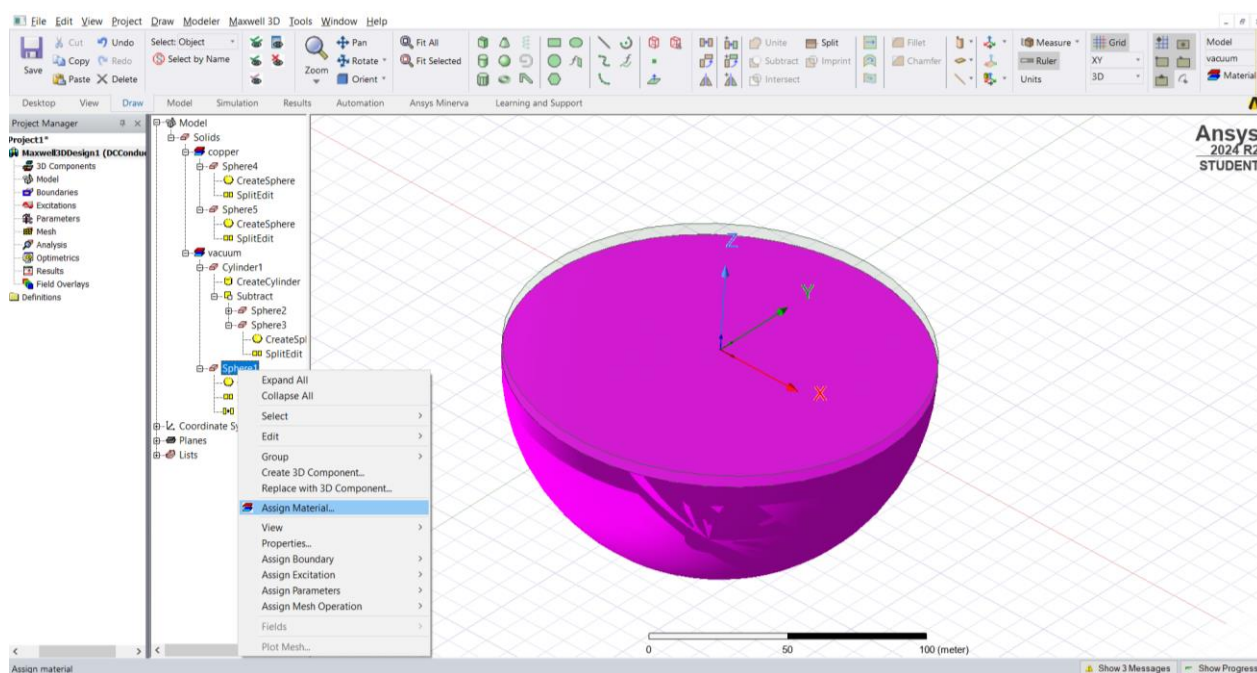 File Edit View Project Draw Modeler Maxwell 3D Tools Window Help
Save
Cut
Copy
Paste
Undo
Redo
Delete
Select: Object
Select by Name
Zoom
Pan
Rotate
Orient
Fit All
Fit Selected
Unite
Subtract
Intersect
Split
Imprint
Fillet
Chamfer
Measure
Ruler
Units
Grid
XY
3D
Model
vacuum
Material
Desktop View Draw Model Simulation Results Automation Ansys Minerva Learning and Support
Project Manager
Project1*
Maxwell3DDesign1 (DCCondu
3D Components
Model
Boundaries
Excitations
Parameters
Mesh
Analysis
Optimetrics
Results
Field Overlays
Definitions
Model
Solids
copper
Sphere4
CreateSphere
SplitEdit
Sphere5
CreateSphere
SplitEdit
vacuum
Cylinder1
CreateCylinder
Subtract
Sphere2
Sphere3
CreateSpl
SplitEdit
Sphere1
Coordinate Sy
Planes
Lists
Expand All
Collapse All
Select
Edit
Group
Create 3D Component...
Replace with 3D Component...
Assign Material...
View
Properties...
Assign Boundary
Assign Excitation
Assign Parameters
Assign Mesh Operation
Fields
Plot Mesh...
Ansys
2024 R2
STUDENT
Z
Y
X
0 50 100 (meter)
Assign material
Show 3 Messages Show Progress